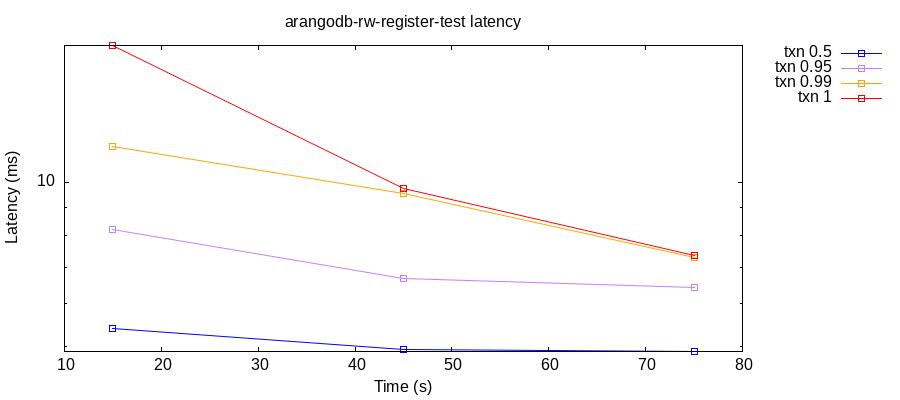 arangodb-rw-register-test latency
txn 0.5
txn 0.95
txn 0.99
txn 1
Latency (ms)
10
10 20 30 40 50 60 70 80
Time (s)